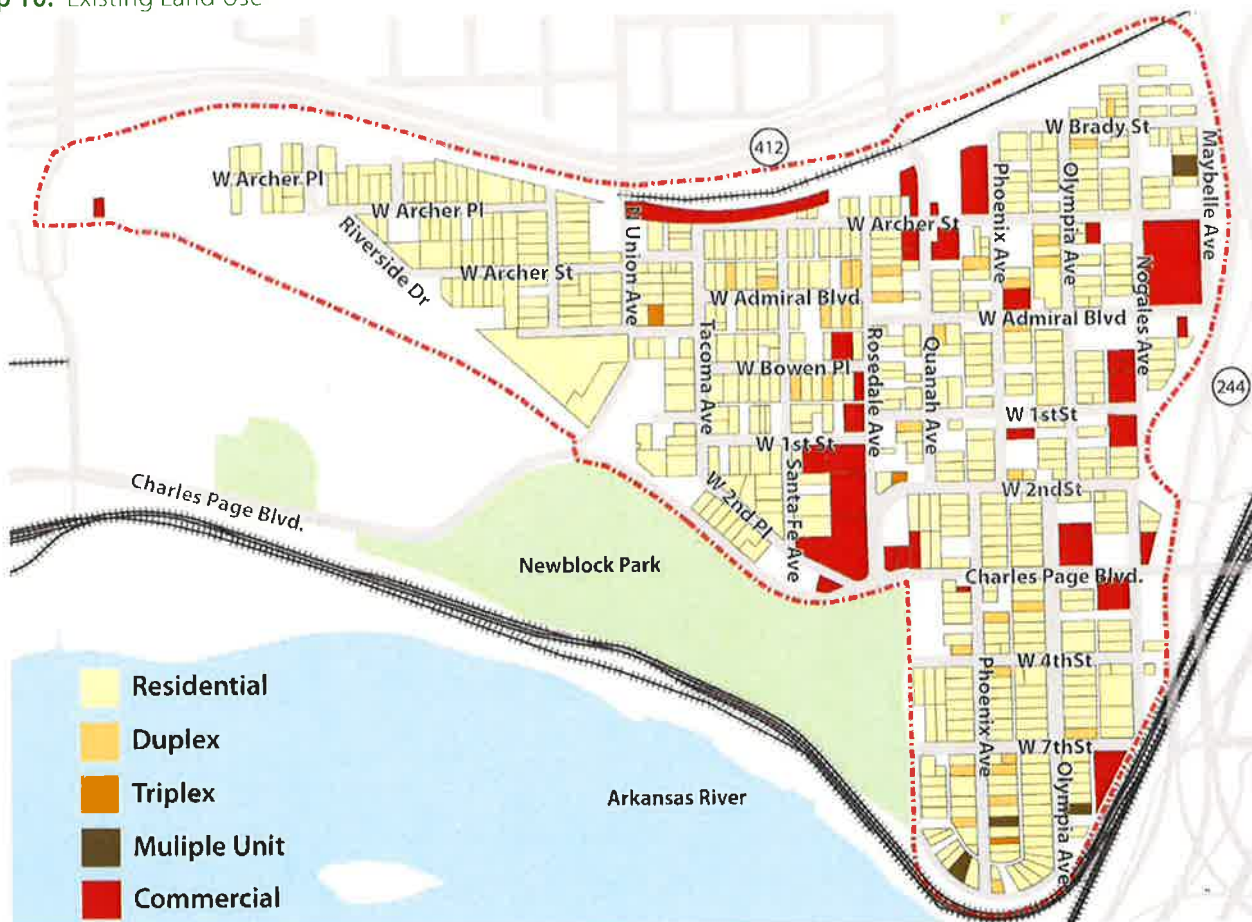 Existing Land Use
W Brady St
412
W Archer Pl
Maybelle Ave
Phoenix Ave
Olympia Ave
W Archer Pl
W Archer St
N Union Ave
Riverside Dr
W Archer St
Nogales Ave
W Admiral Blvd
W Admiral Blvd
Tacoma Ave
Rosedale Ave
Quanah Ave
W Bowen Pl
244
W 1stSt
W 1st St
Santa Fe Ave
W 2nd Pl
W 2ndSt
Charles Page Blvd.
Newblock Park
Charles Page Blvd.
W 4thSt
Phoenix Ave
W 7thSt
Olympia Ave
Arkansas River
Residential
Duplex
Triplex
Muliple Unit
Commercial